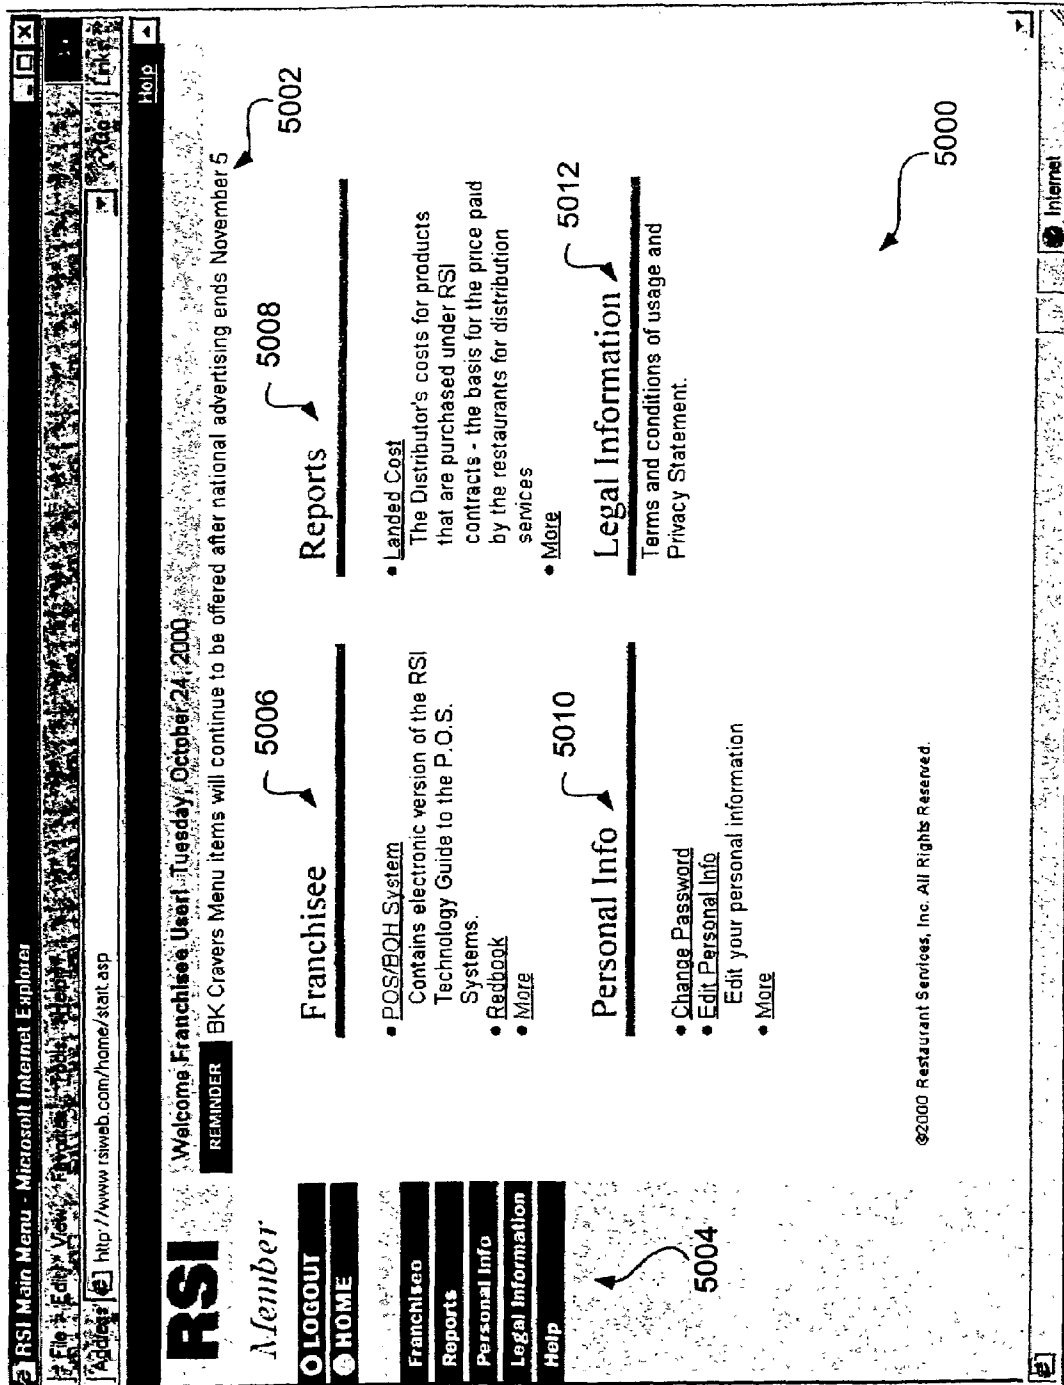 RSI Main Menu - Microsoft Internet Explorer
File Edit View Favorites Tools Help
Address http://www.rsiweb.com/home/start.asp Go Links
Help
RSI
Welcome Franchisee User! Tuesday, October 24, 2000
REMINDER BK Cravers Menu items will continue to be offered after national advertising ends November 5
5002
Member
LOGOUT
HOME
Franchisee
Reports
Personal Info
Legal Information
Help
5004
Franchisee
5006
• POS/BOH System
Contains electronic version of the RSI
Technology Guide to the P.O.S.
Systems.
• Redbook
• More
Reports
5008
• Landed Cost
The Distributor's costs for products
that are purchased under RSI
contracts - the basis for the price paid
by the restaurants for distribution
services
• More
Personal Info
5010
• Change Password
• Edit Personal Info
Edit your personal information
• More
Legal Information
5012
Terms and conditions of usage and
Privacy Statement.
©2000 Restaurant Services, Inc. All Rights Reserved.
5000
Internet